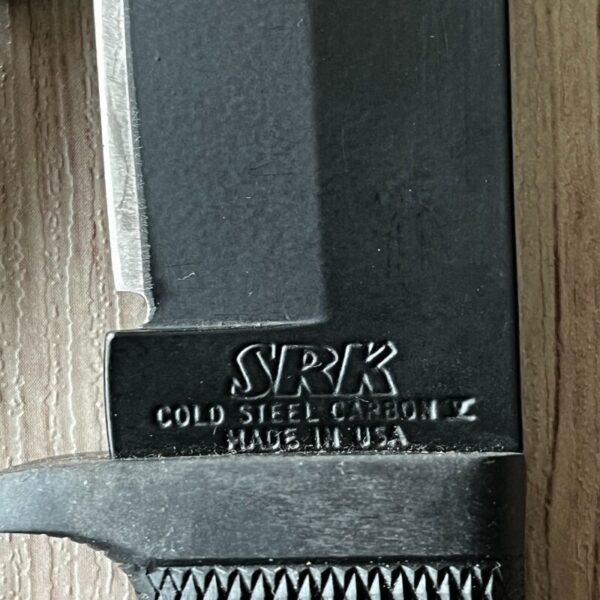 SRK
COLD STEEL CARBON V
MADE IN USA